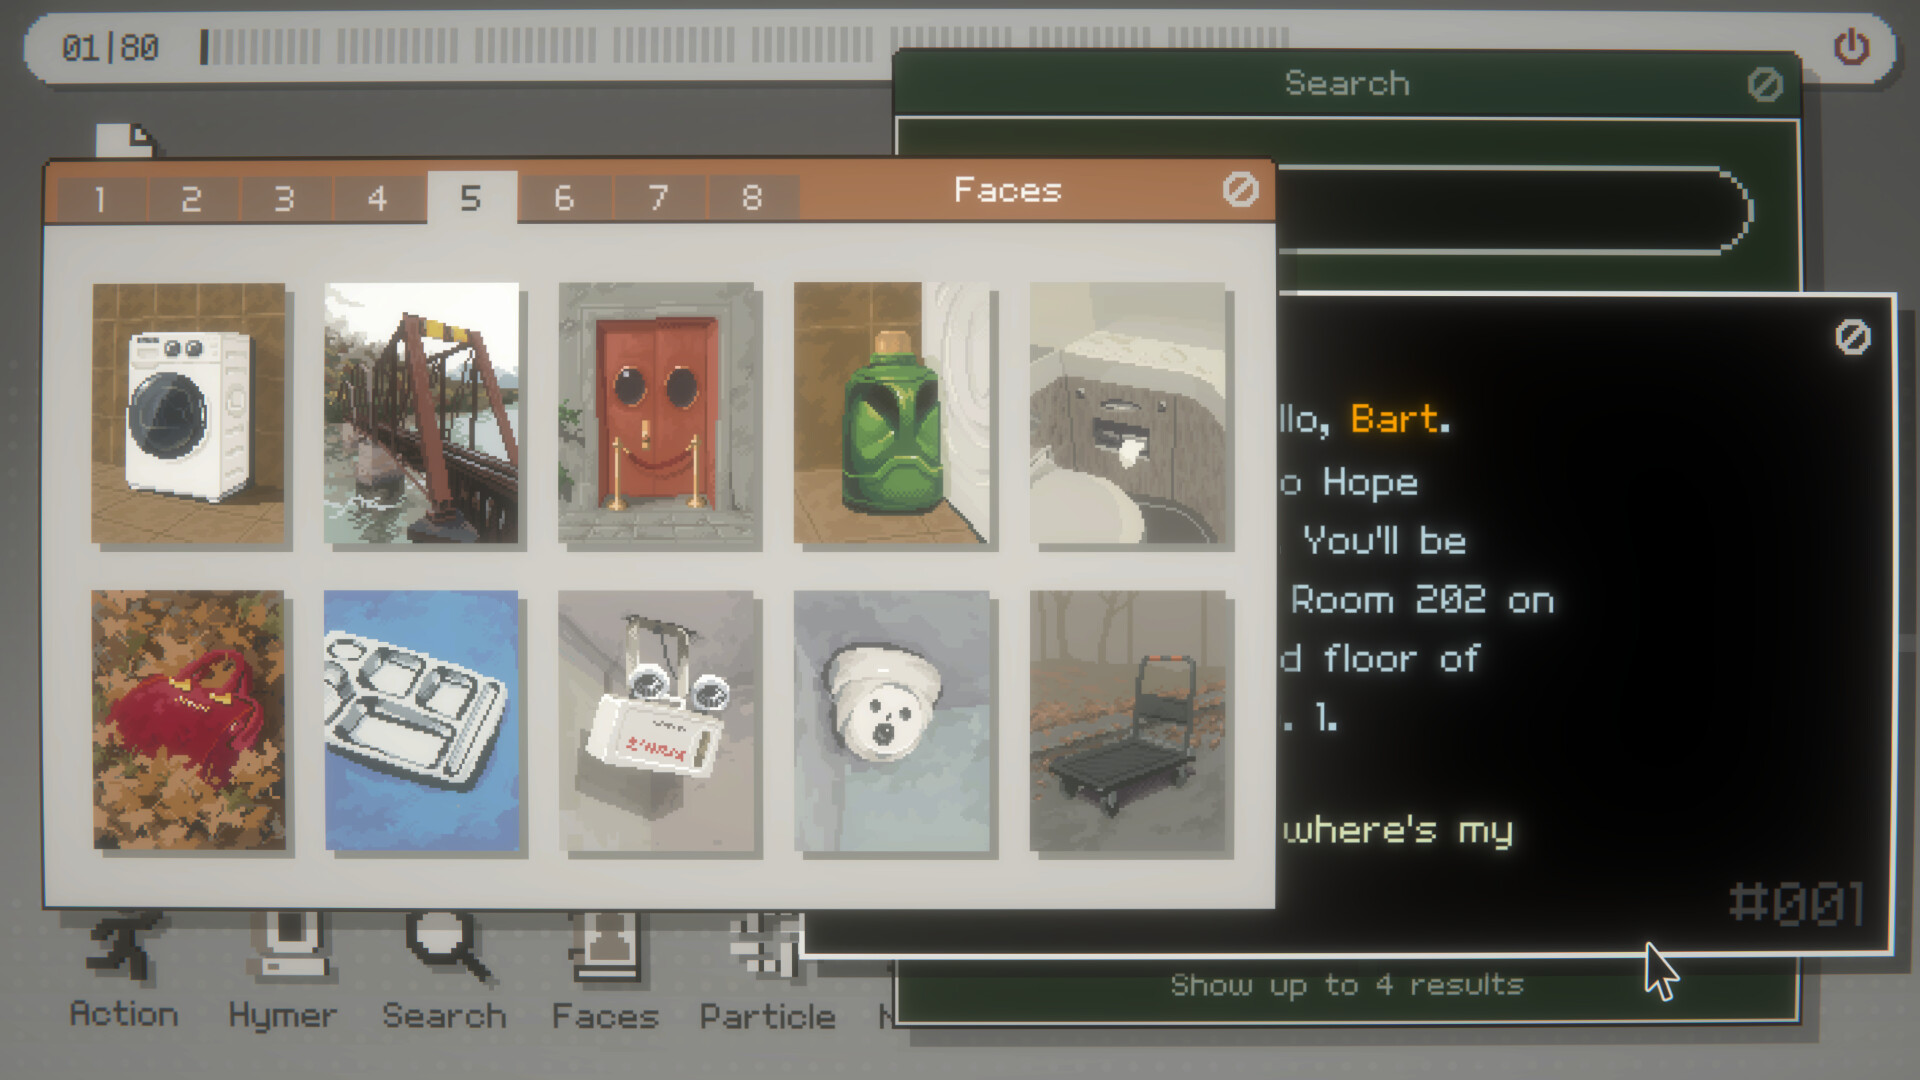 01|80
Search
1 2 3 4 5 6 7 8 Faces
llo, Bart.
o Hope
You'll be
Room 202 on
d floor of
. 1.
where's my
#001
Show up to 4 results
Action Hymer Search Faces Particle